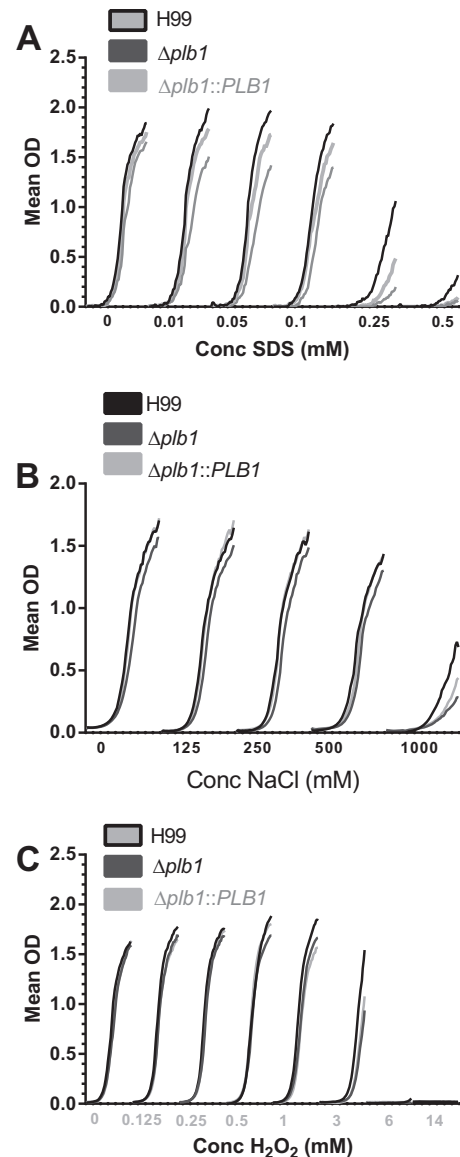 A
H99
Δplb1
Δplb1::PLB1
2.5
2.0
1.5
1.0
0.5
0.0
Mean OD
0 0.01 0.05 0.1 0.25 0.5
Conc SDS (mM)
B
H99
Δplb1
Δplb1::PLB1
2.0
1.5
1.0
0.5
0.0
Mean OD
0 125 250 500 1000
Conc NaCl (mM)
C
H99
Δplb1
Δplb1::PLB1
2.5
2.0
1.5
1.0
0.5
0.0
Mean OD
0 0.125 0.25 0.5 1 3 6 14
Conc H₂O₂ (mM)